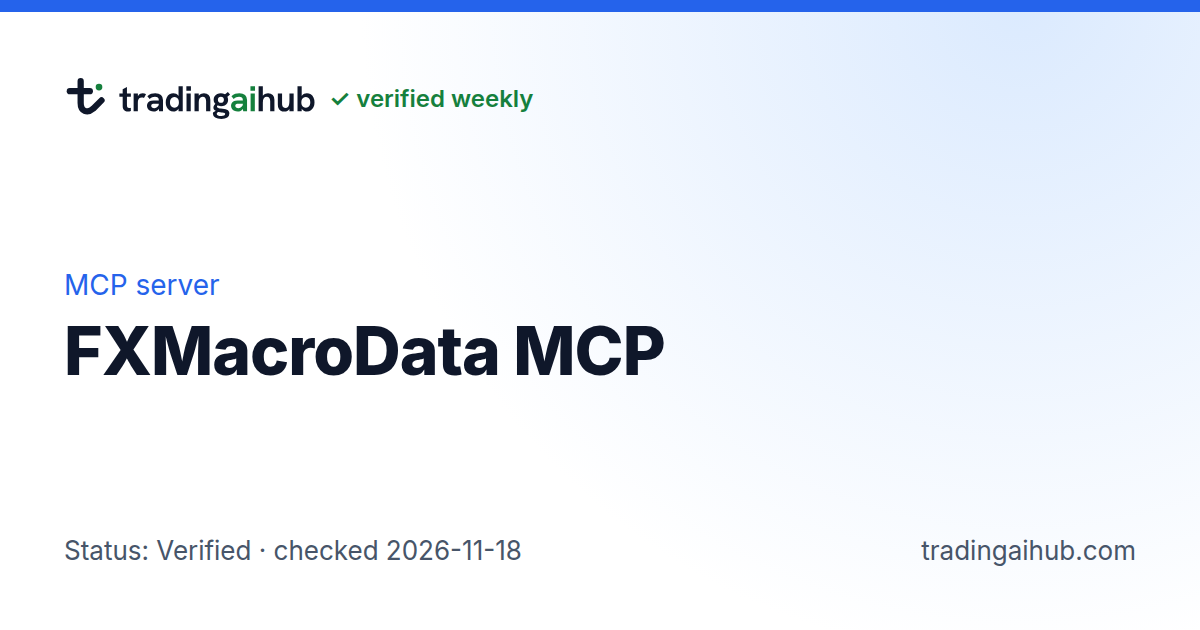 tradingaihub ✓ verified weekly
MCP server
FXMacroData MCP
Status: Verified · checked 2026-11-18
tradingaihub.com